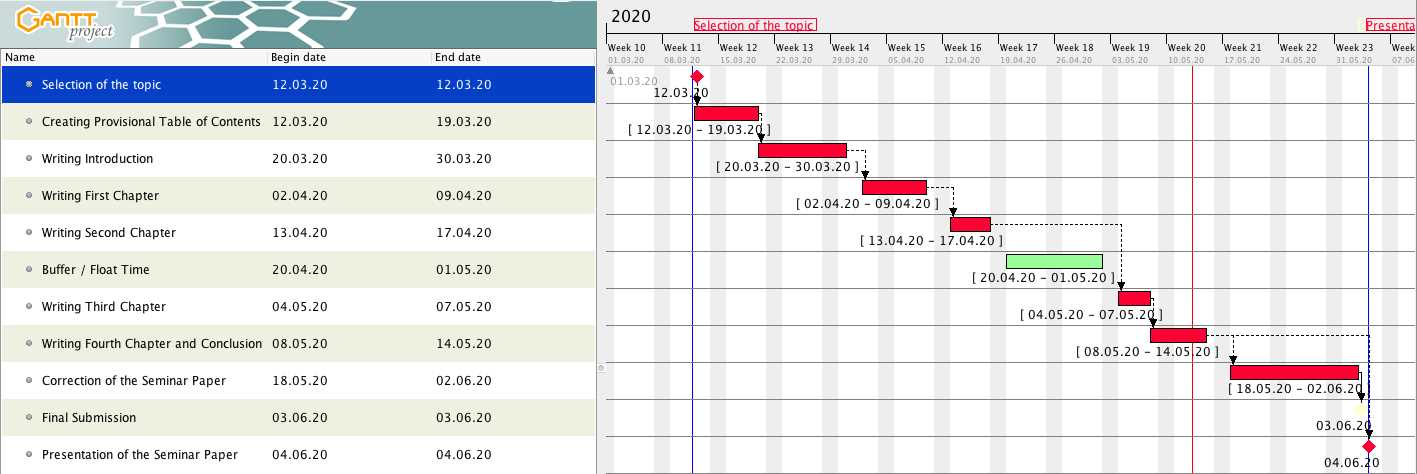 GANTT
project
Name Begin date End date
Selection of the topic 12.03.20 12.03.20
Creating Provisional Table of Contents 12.03.20 19.03.20
Writing Introduction 20.03.20 30.03.20
Writing First Chapter 02.04.20 09.04.20
Writing Second Chapter 13.04.20 17.04.20
Buffer / Float Time 20.04.20 01.05.20
Writing Third Chapter 04.05.20 07.05.20
Writing Fourth Chapter and Conclusion 08.05.20 14.05.20
Correction of the Seminar Paper 18.05.20 02.06.20
Final Submission 03.06.20 03.06.20
Presentation of the Seminar Paper 04.06.20 04.06.20
2020
Selection of the topic Presenta
Week 10 Week 11 Week 12 Week 13 Week 14 Week 15 Week 16 Week 17 Week 18 Week 19 Week 20 Week 21 Week 22 Week 23 Week
01.03.20 08.03.20 15.03.20 22.03.20 29.03.20 05.04.20 12.04.20 19.04.20 26.04.20 03.05.20 10.05.20 17.05.20 24.05.20 31.05.20 07.06
01.03.20
12.03.20
[ 12.03.20 - 19.03.20 ]
[ 20.03.20 - 30.03.20 ]
[ 02.04.20 - 09.04.20 ]
[ 13.04.20 - 17.04.20 ]
[ 20.04.20 - 01.05.20 ]
[ 04.05.20 - 07.05.20 ]
[ 08.05.20 - 14.05.20 ]
[ 18.05.20 - 02.06.20 ]
03.06.20
04.06.20